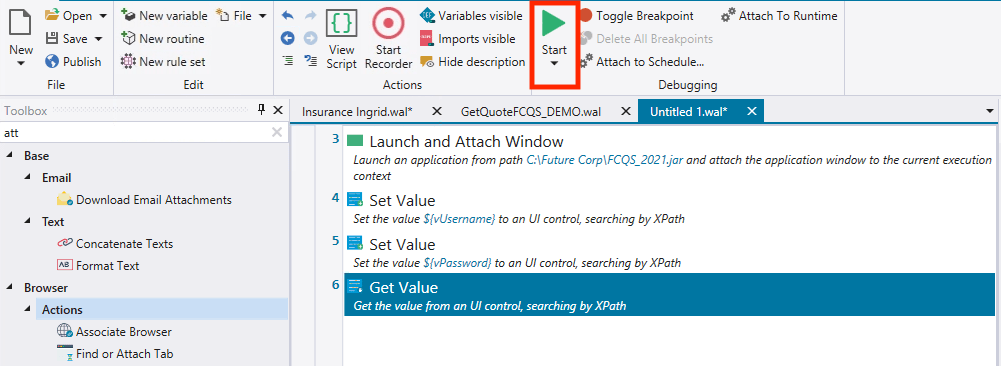 New
Open
Save
Publish
File
New variable
File
New routine
New rule set
Edit
View
Script
Start
Recorder
Variables visible
Imports visible
Hide description
Actions
Start
Toggle Breakpoint
Attach To Runtime
Delete All Breakpoints
Attach to Schedule...
Debugging
Toolbox
att
Base
Email
Download Email Attachments
Text
Concatenate Texts
AB
Format Text
Browser
Actions
Associate Browser
Find or Attach Tab
Insurance Ingrid.wal*
GetQuoteFCQS_DEMO.wal
Untitled 1.wal*
3 Launch and Attach Window
Launch an application from path C:\Future Corp\FCQS_2021.jar and attach the application window to the current execution
context
4 Set Value
Set the value ${vUsername} to an UI control, searching by XPath
5 Set Value
Set the value ${vPassword} to an UI control, searching by XPath
6 Get Value
Get the value from an UI control, searching by XPath